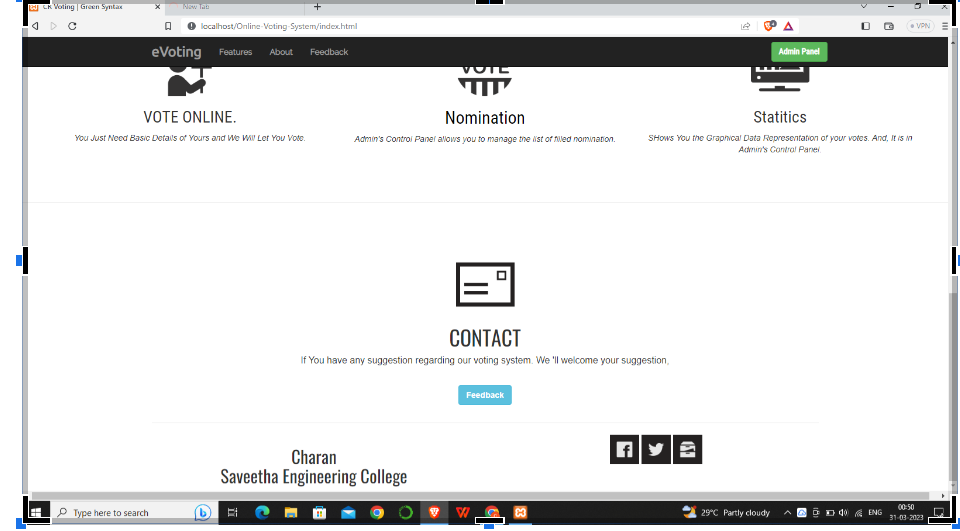 CR Voting | Green Syntax
New Tab
localhost/Online-Voting-System/index.html
VPN
eVoting Features About Feedback Admin Panel
VOTE
VOTE ONLINE.
You Just Need Basic Details of Yours and We Will Let You Vote.
Nomination
Admin's Control Panel allows you to manage the list of filled nomination.
Statitics
SHows You the Graphical Data Representation of your votes. And, It is in
Admin's Control Panel.
CONTACT
If You have any suggestion regarding our voting system. We 'll welcome your suggestion,
Feedback
Charan
Saveetha Engineering College
Type here to search
29°C Partly cloudy
ENG
00:50
31-03-2023